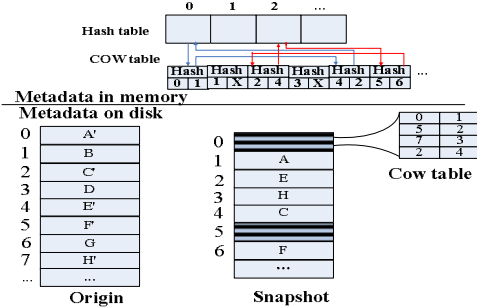 0 1 2 ...
Hash table
COW table
Hash Hash Hash Hash Hash Hash ...
0 1 1 X 2 4 3 X 4 2 5 6
Metadata in memory
Metadata on disk
0 A'
1 B
2 C'
3 D
4 E'
5 F'
6 G
7 H'
... ...
Origin
0
1 A
2 E
3 H
4 C
5
6 F
...
Snapshot
0 1
5 2
7 3
2 4
Cow table